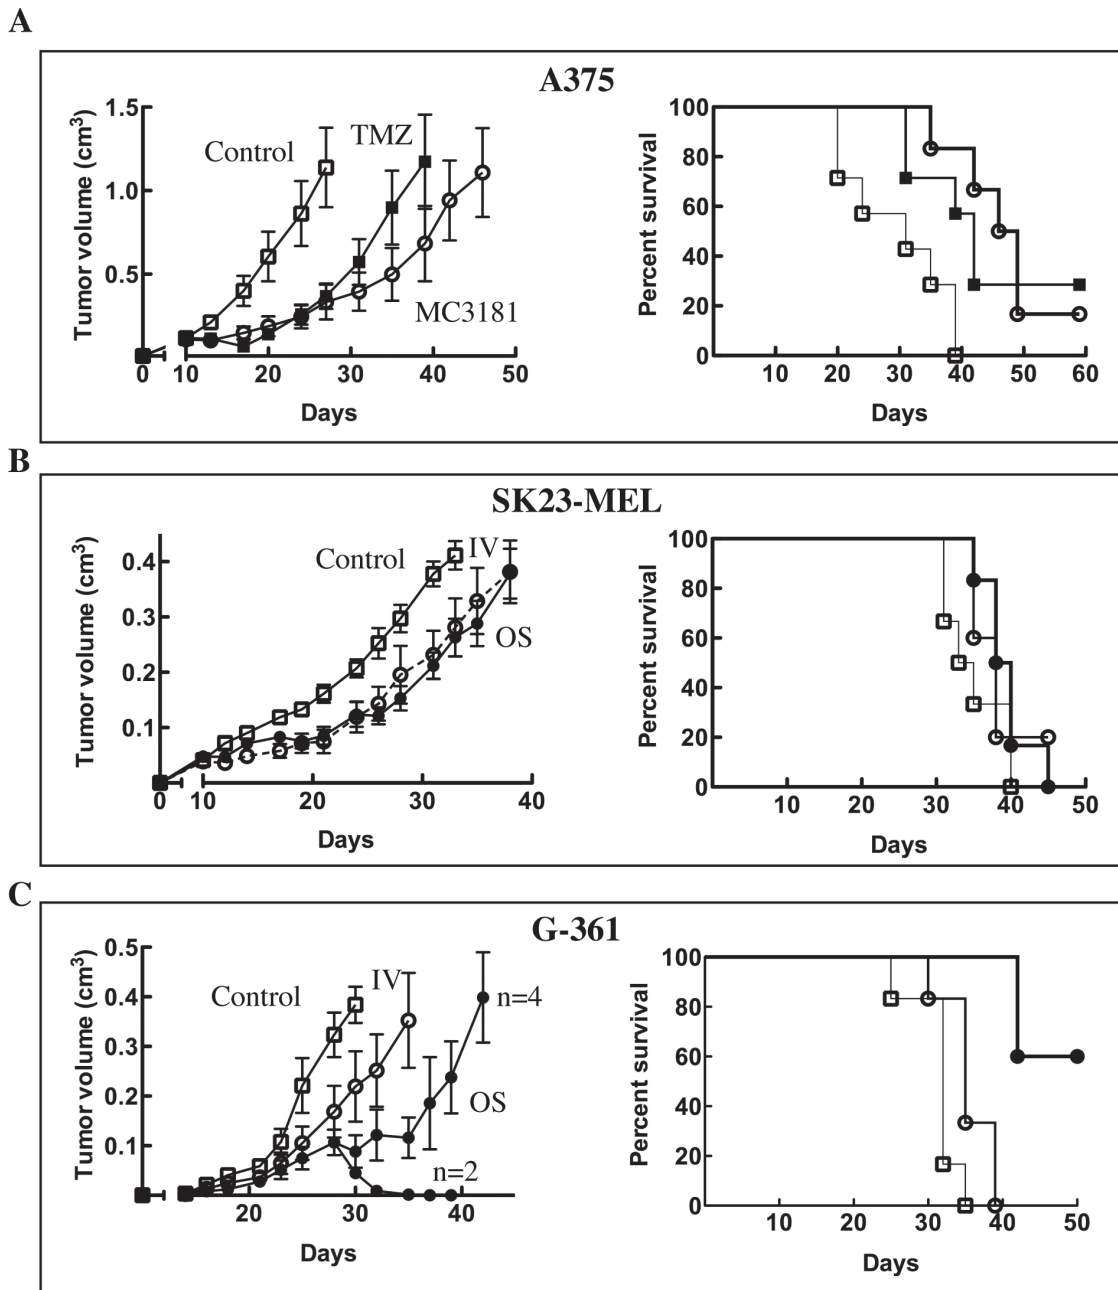 A
A375
Tumor volume (cm³)
1.5
1.0
0.5
0
10
20
30
40
50
Days
Control
TMZ
MC3181
Percent survival
100
80
60
40
20
0
10
20
30
40
50
60
Days
B
SK23-MEL
Tumor volume (cm³)
0.4
0.3
0.2
0.1
0
10
20
30
40
Days
Control
IV
OS
Percent survival
100
80
60
40
20
0
10
20
30
40
50
Days
C
G-361
Tumor volume (cm³)
0.5
0.4
0.3
0.2
0.1
20
30
40
Days
Control
IV
n=4
OS
n=2
Percent survival
100
80
60
40
20
0
10
20
30
40
50
Days